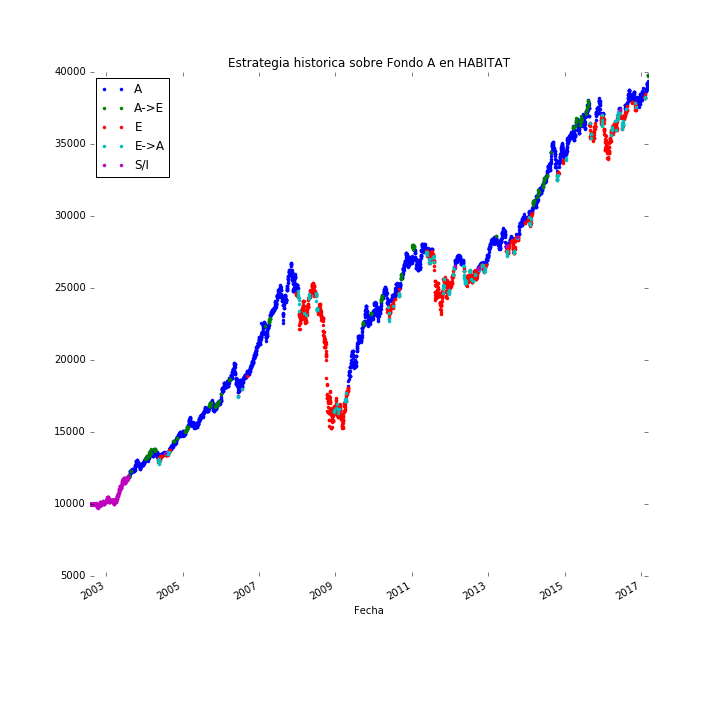 Estrategia historica sobre Fondo A en HABITAT
40000
35000
30000
25000
20000
15000
10000
5000
A
A->E
E
E->A
S/I
2003
2005
2007
2009
2011
2013
2015
2017
Fecha